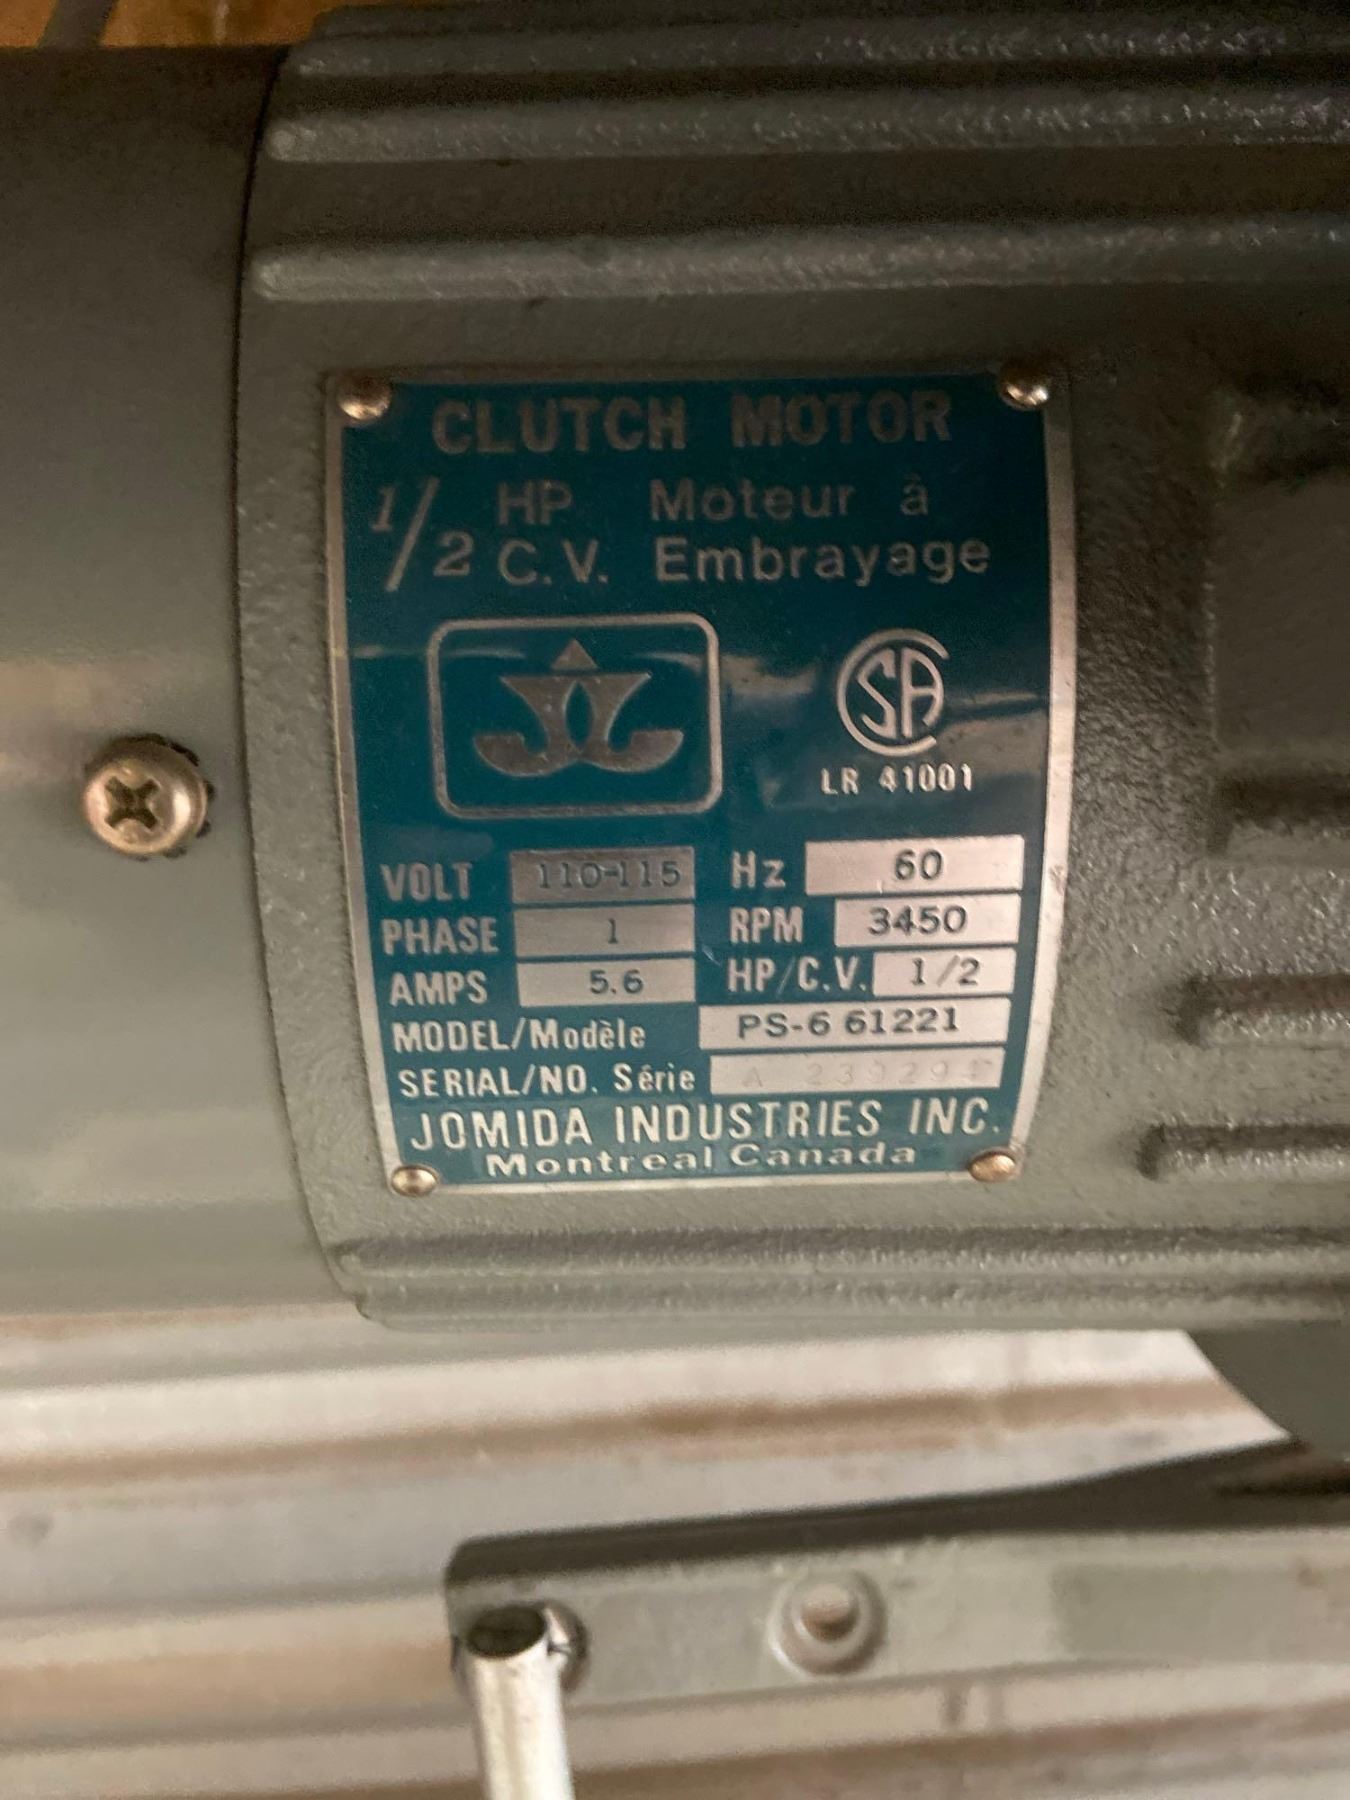 CLUTCH MOTOR
1/2 HP Moteur à
C.V. Embrayage
CSA
LR 41001
VOLT 110-115 Hz 60
PHASE 1 RPM 3450
AMPS 5.6 HP/C.V. 1/2
MODEL/Modèle PS-6 61221
SERIAL/NO. Série A
JOMIDA INDUSTRIES INC.
Montreal Canada